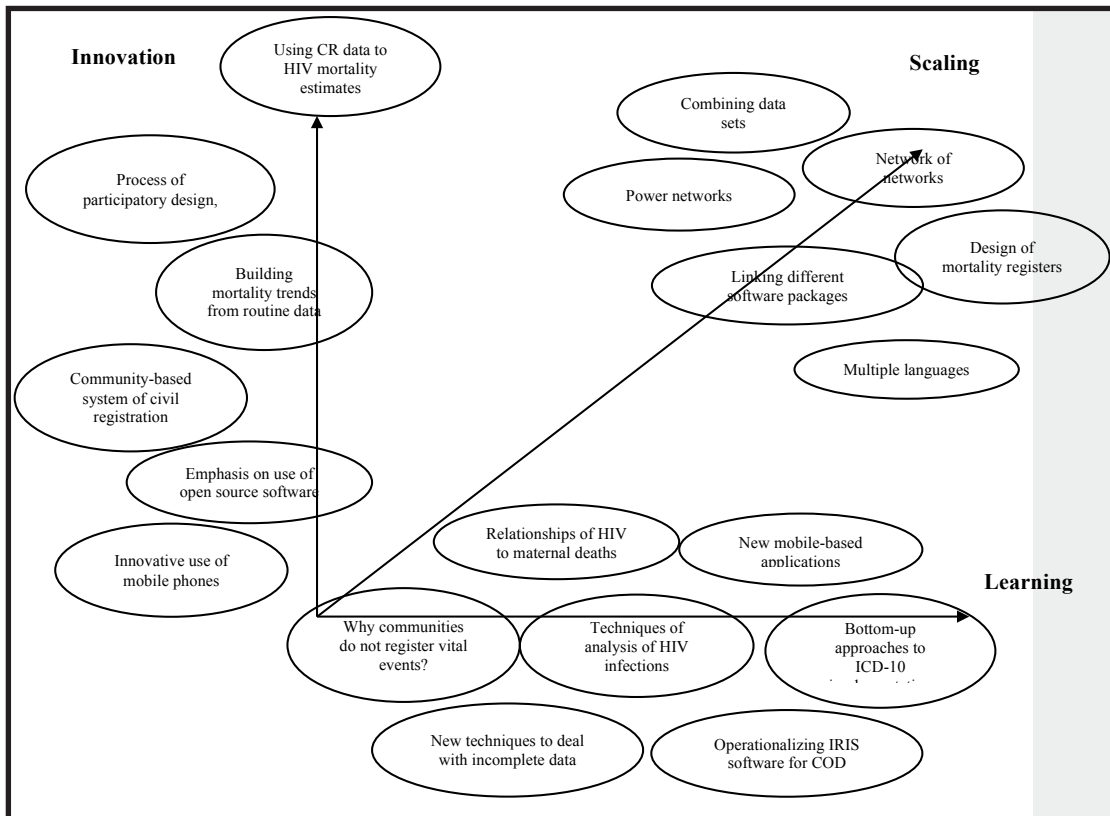 Innovation
Using CR data to
HIV mortality
estimates
Scaling
Combining data
sets
Process of
participatory design,
Power networks
Network of
networks
Building
mortality trends
from routine data
Linking different
software packages
Design of
mortality registers
Community-based
system of civil
registration
Multiple languages
Emphasis on use of
open source software
Innovative use of
mobile phones
Relationships of HIV
to maternal deaths
New mobile-based
applications
Learning
Why communities
do not register vital
events?
Techniques of
analysis of HIV
infections
Bottom-up
approaches to
ICD-10
New techniques to deal
with incomplete data
Operationalizing IRIS
software for COD